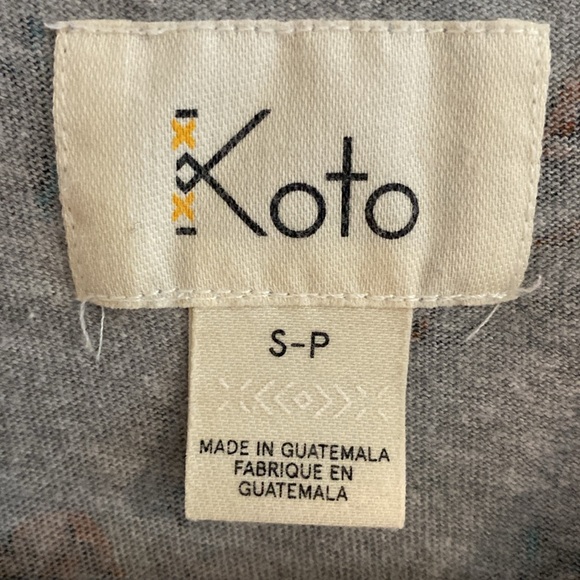 Koto
S-P
MADE IN GUATEMALA
FABRIQUE EN
GUATEMALA